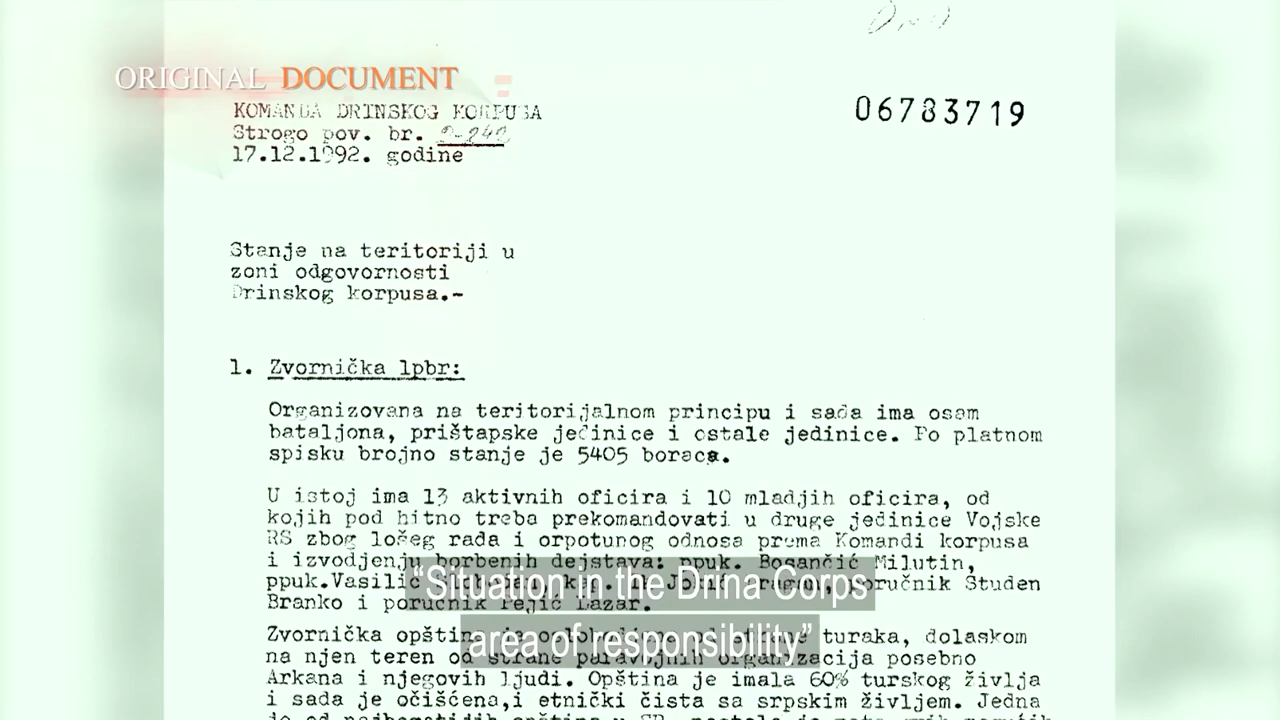 ORIGINAL DOCUMENT
KOMANDA DRINSKOG KORPUSA
Strogo pov. br. 2-242
17.12.1992. godine
06783719
Stanje na teritoriji u
zoni odgovornosti
Drinskog korpusa.-
1. Zvornička lpbr:
Organizovana na teritorijalnom principu i sada ima osam
bataljona, prištapske jedinice i ostale jedinice. Po platnom
spisku brojno stanje je 5405 boraca.
U istoj ima 13 aktivnih oficira i 10 mladjih oficira, od
kojih pod hitno treba prekomandovati u druge jedinice Vojske
RS zbog lošeg rada i orpotunog odnosa prema Komandi korpusa
i izvodjenju borbenih dejstava: ppuk. Bosančić Milutin,
ppuk.Vasilić poručnik Studen
Branko i poručnik Pejić Lazar.
"Situation in the Drina Corps
area of responsibility"
Zvornička opština turaka, dolaskom
na njen teren od strane paravojnih organizacija posebno
Arkana i njegovih ljudi. Opština je imala 60% turskog življa
i sada je očišćena,i etnički čista sa srpskim življem. Jedna